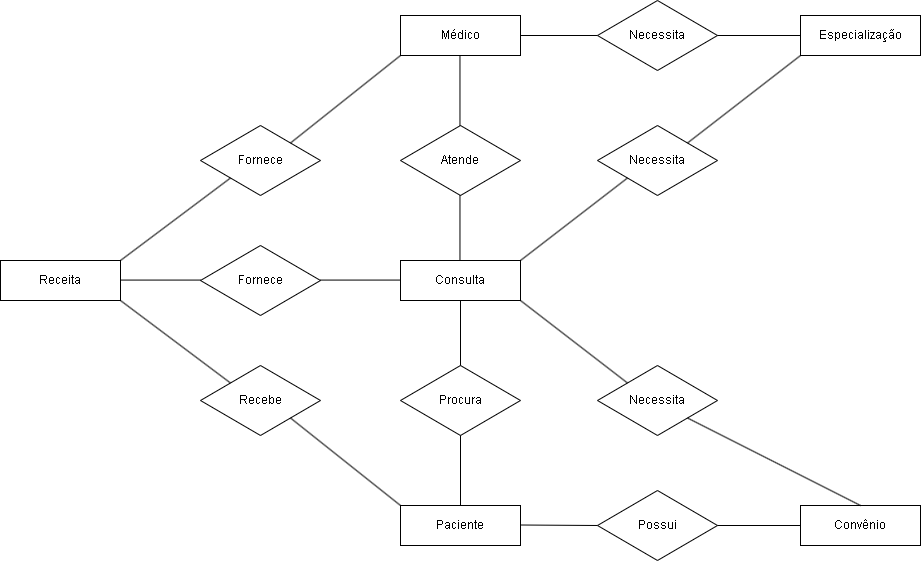 Médico
Necessita
Especialização
Fornece
Atende
Necessita
Receita
Fornece
Consulta
Recebe
Procura
Necessita
Paciente
Possui
Convênio